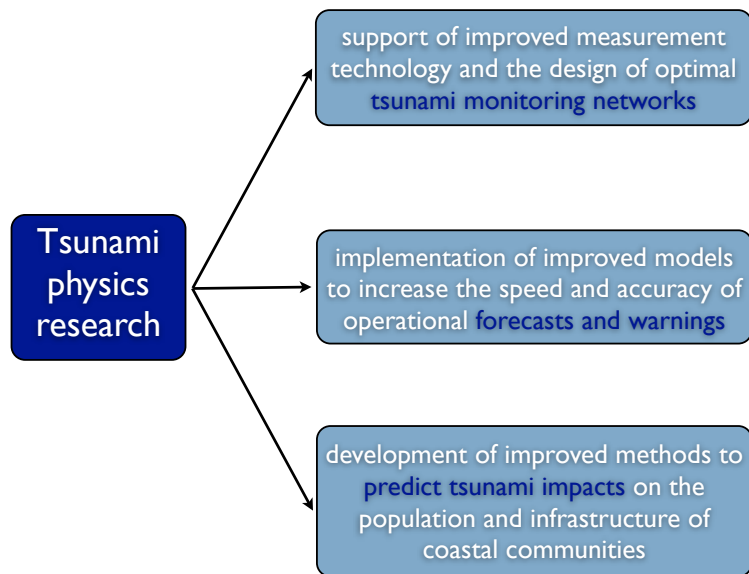 support of improved measurement
technology and the design of optimal
tsunami monitoring networks
Tsunami
physics
research
implementation of improved models
to increase the speed and accuracy of
operational forecasts and warnings
development of improved methods to
predict tsunami impacts on the
population and infrastructure of
coastal communities